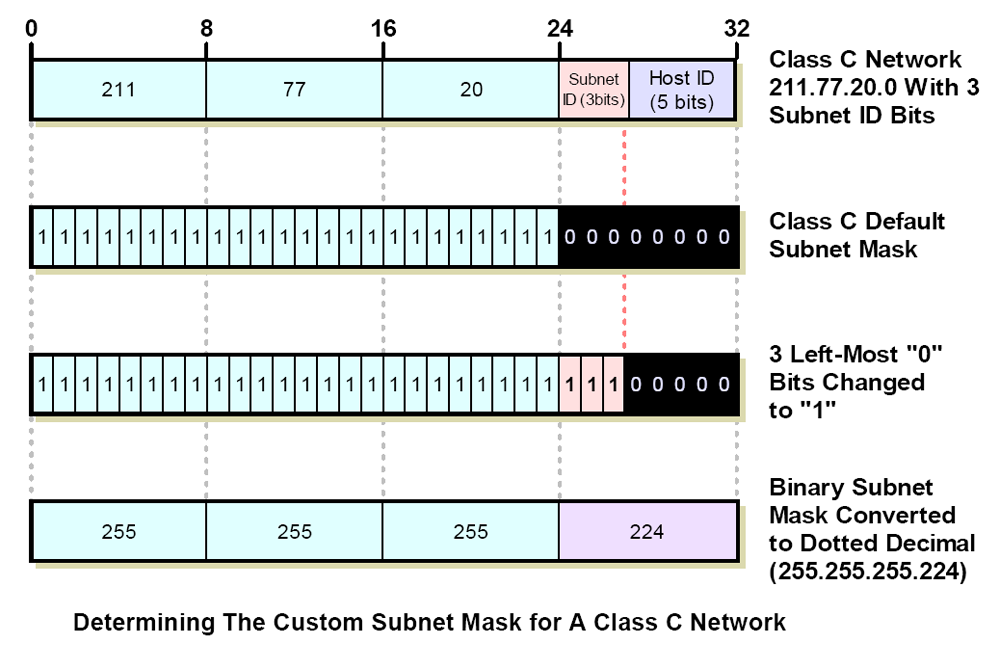 0 8 16 24 32
211 77 20 Subnet ID (3bits) Host ID (5 bits)
Class C Network
211.77.20.0 With 3
Subnet ID Bits
1 1 1 1 1 1 1 1 1 1 1 1 1 1 1 1 1 1 1 1 1 1 1 1 0 0 0 0 0 0 0 0
Class C Default
Subnet Mask
1 1 1 1 1 1 1 1 1 1 1 1 1 1 1 1 1 1 1 1 1 1 1 1 1 1 1 0 0 0 0 0
3 Left-Most "0"
Bits Changed
to "1"
255 255 255 224
Binary Subnet
Mask Converted
to Dotted Decimal
(255.255.255.224)
Determining The Custom Subnet Mask for A Class C Network